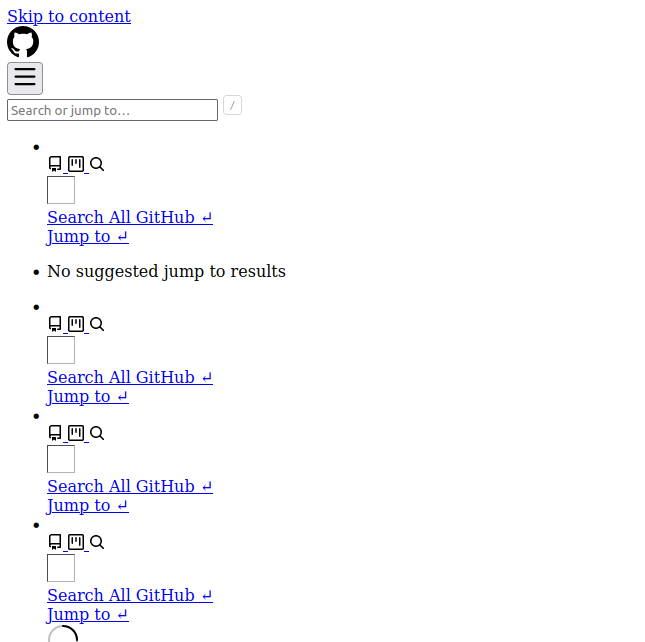 Skip to content
Search or jump to…
/
Search All GitHub ↵
Jump to ↵
No suggested jump to results
Search All GitHub ↵
Jump to ↵
Search All GitHub ↵
Jump to ↵
Search All GitHub ↵
Jump to ↵